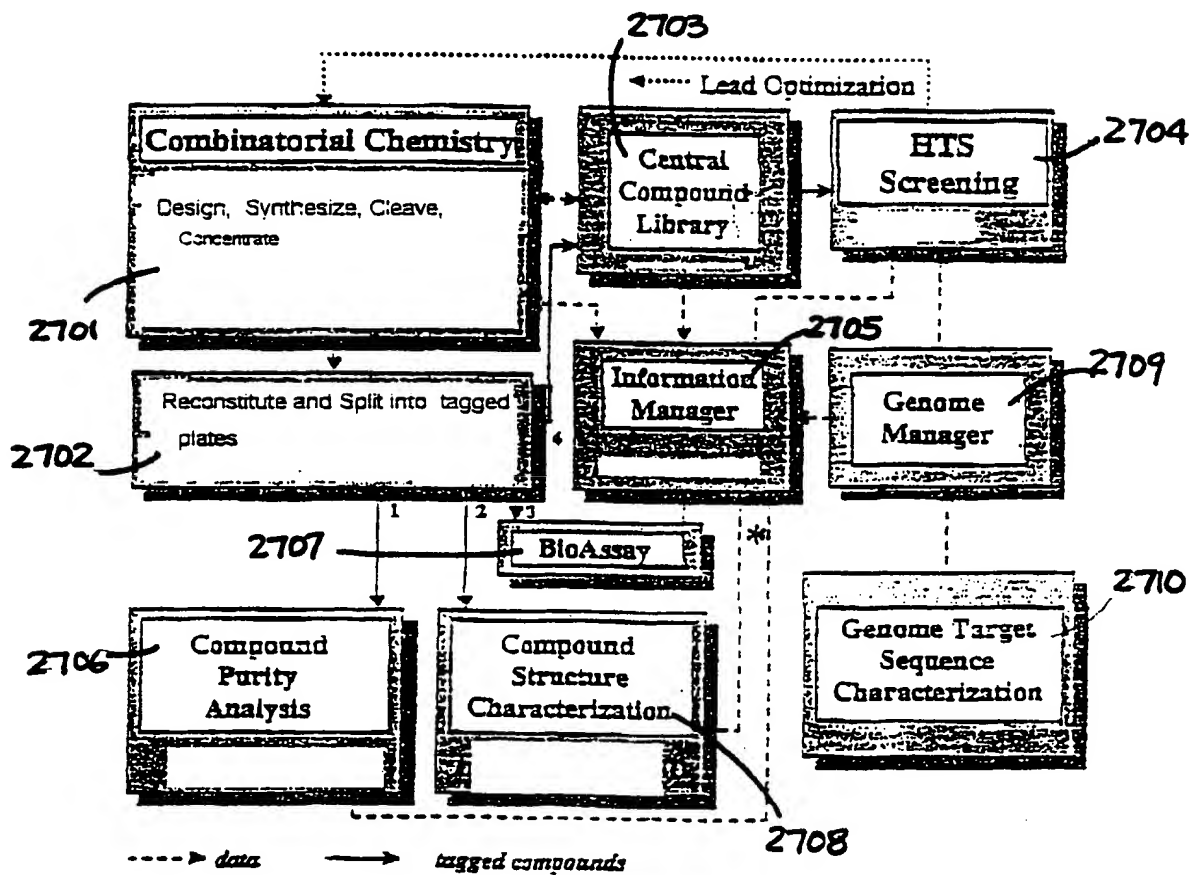 2703
Lead Optimization
Combinatorial Chemistry
Design, Synthesize, Cleave,
Concentrate
2701
Central
Compound
Library
HTS
Screening
2704
2705
Reconstitute and Split into tagged
plates
2702
4
Information
Manager
Genome
Manager
2709
1
2
3
2707
BioAssay
*
2710
2706
Compound
Purity
Analysis
Compound
Structure
Characterization
Genome Target
Sequence
Characterization
2708
data
tagged compounds